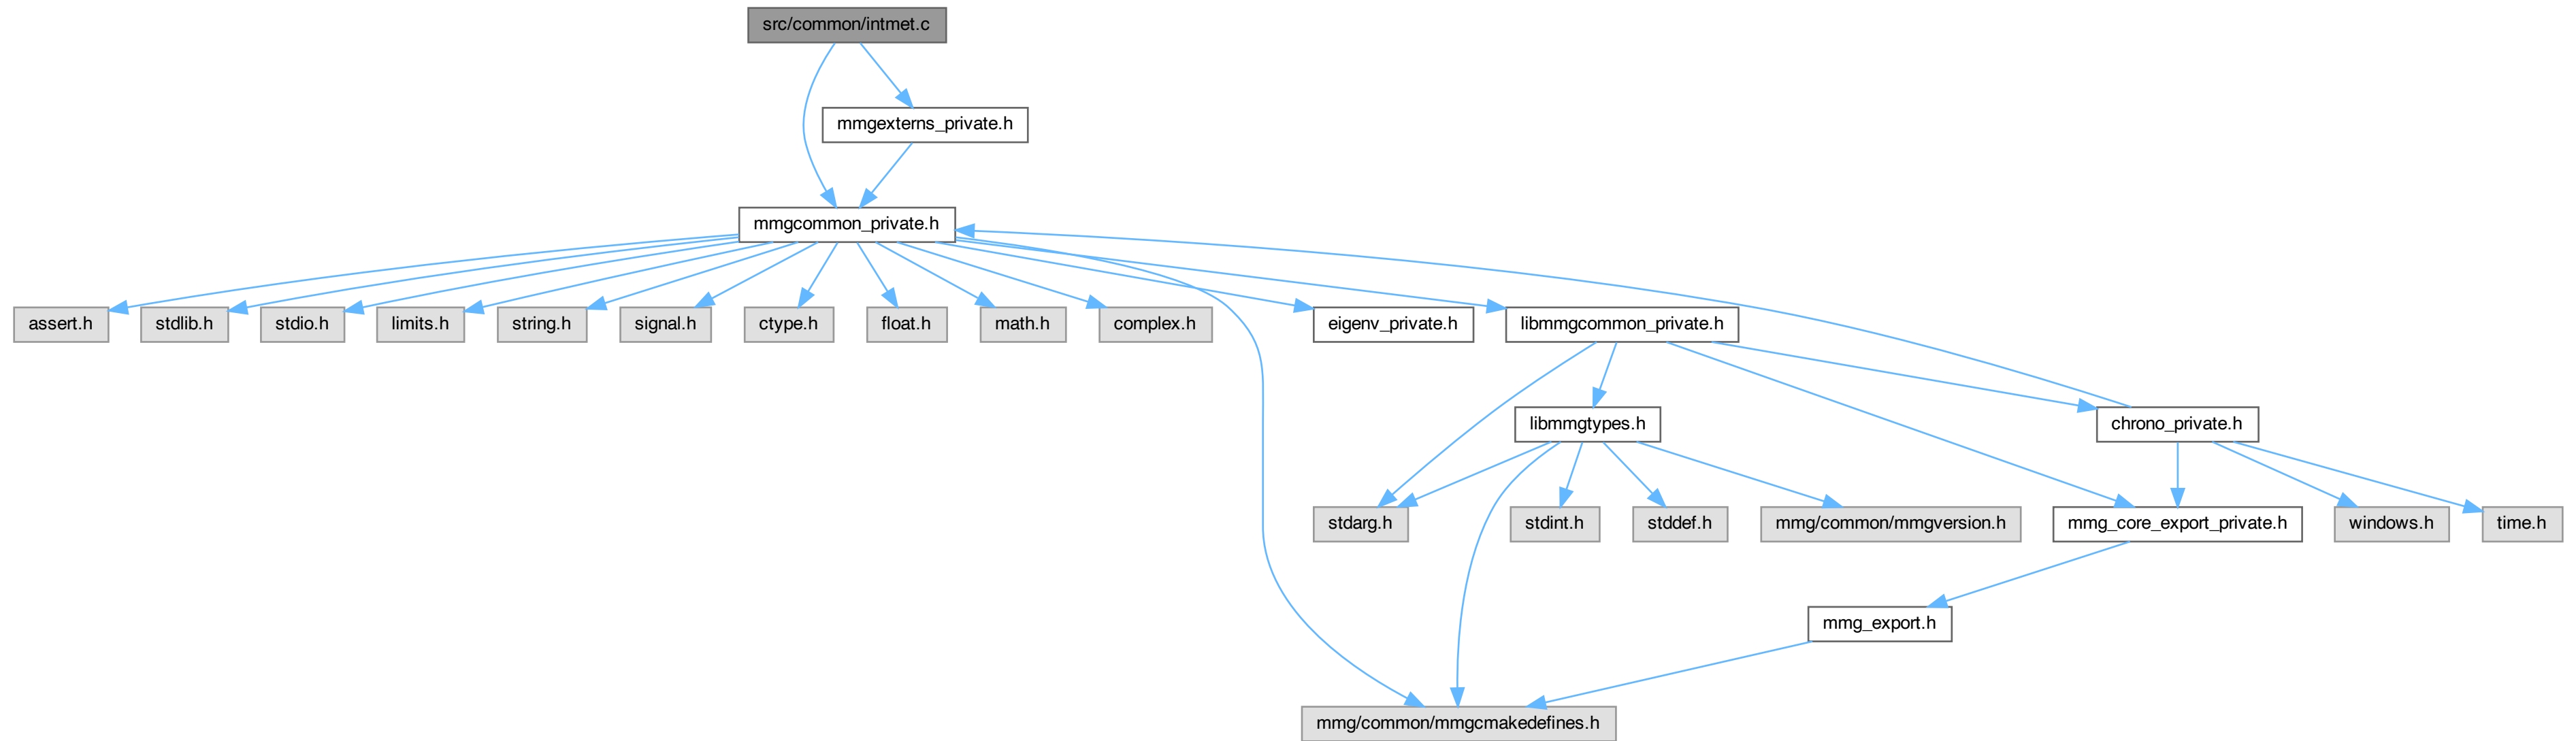 src/common/intmet.c
mmgexterns_private.h
mmgcommon_private.h
assert.h
stdlib.h
stdio.h
limits.h
string.h
signal.h
ctype.h
float.h
math.h
complex.h
eigenv_private.h
libmmgcommon_private.h
libmmgtypes.h
chrono_private.h
stdarg.h
stdint.h
stddef.h
mmg/common/mmgversion.h
mmg_core_export_private.h
windows.h
time.h
mmg_export.h
mmg/common/mmgcmakedefines.h